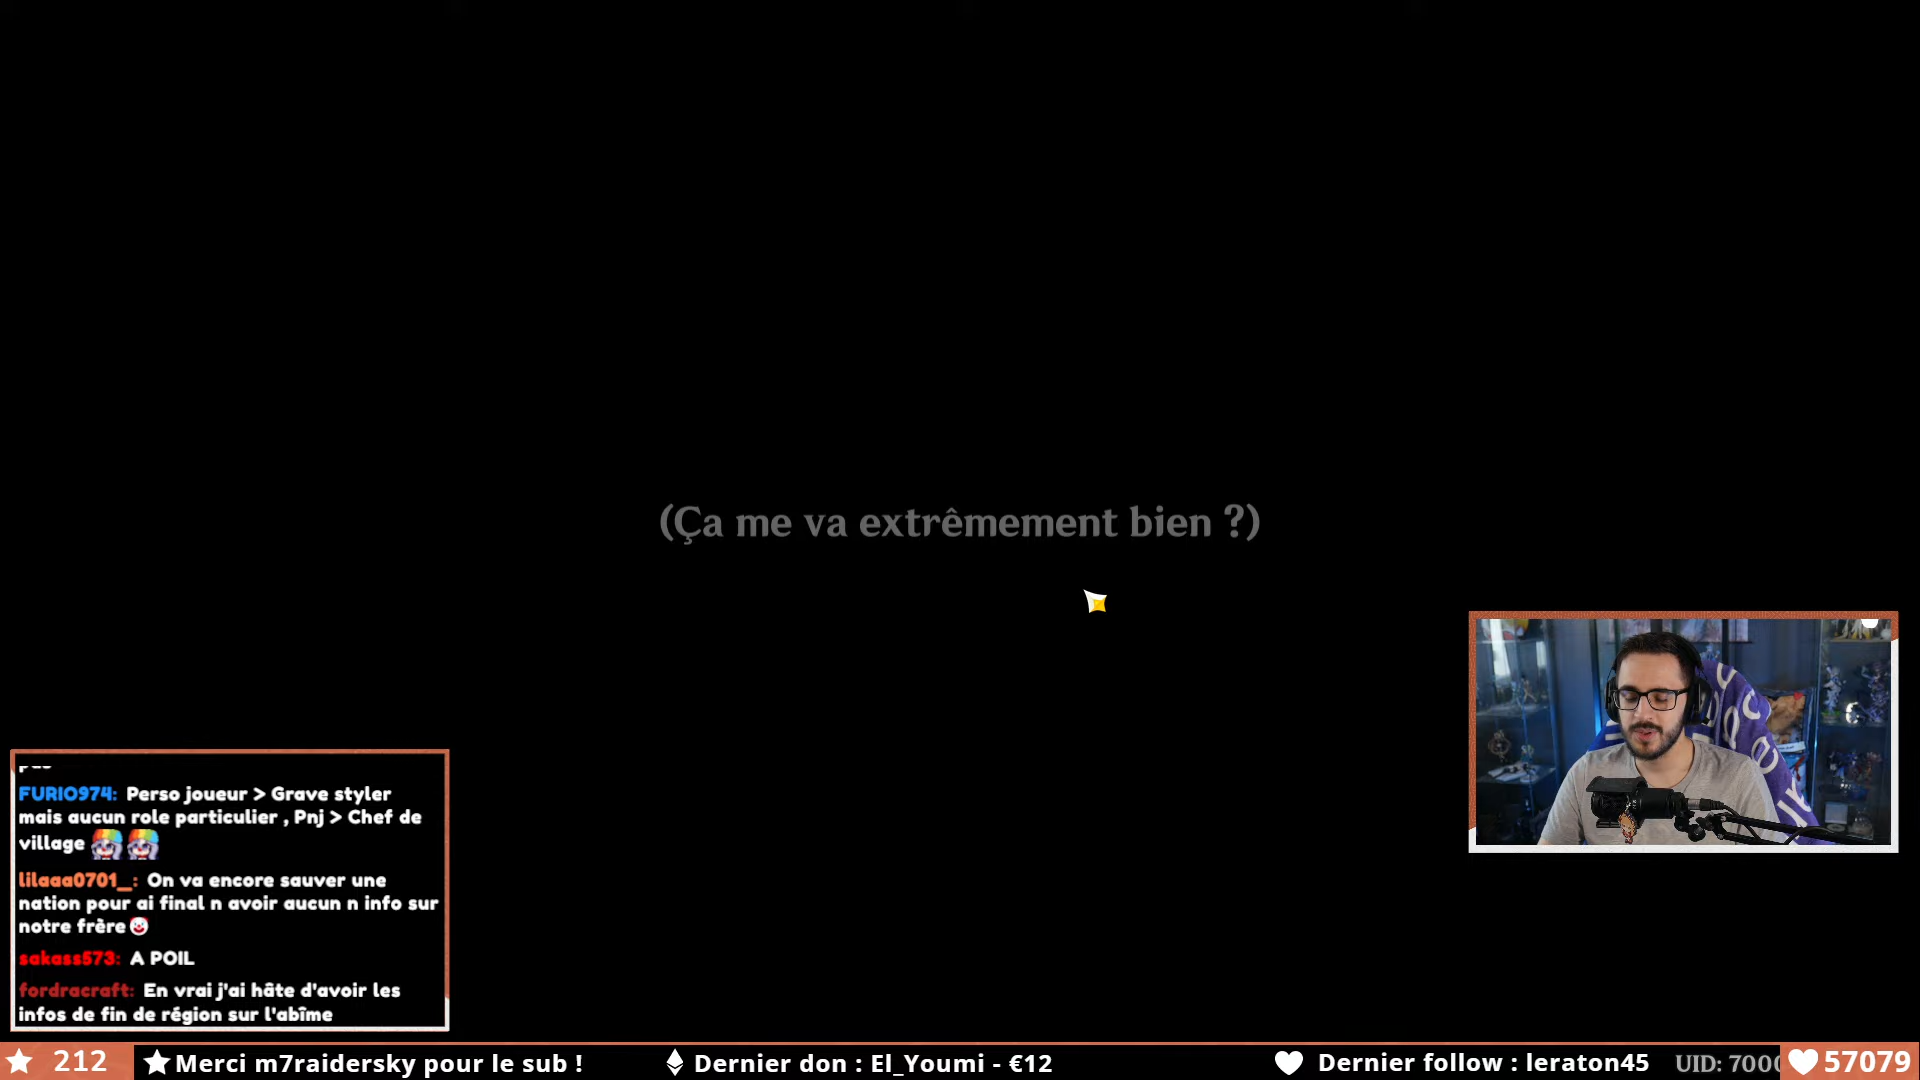 (Ça me va extrêmement bien ?)
FURIO974: Perso joueur > Grave styler
mais aucun role particulier , Pnj > Chef de
village
lilaaa0701_: On va encore sauver une
nation pour ai final n avoir aucun n info sur
notre frère
sakass573: A POIL
fordracraft: En vrai j'ai hâte d'avoir les
infos de fin de région sur l'abîme
212 Merci m7raidersky pour le sub ! Dernier don : El_Youmi - €12 Dernier follow : leraton45 UID: 7000 57079